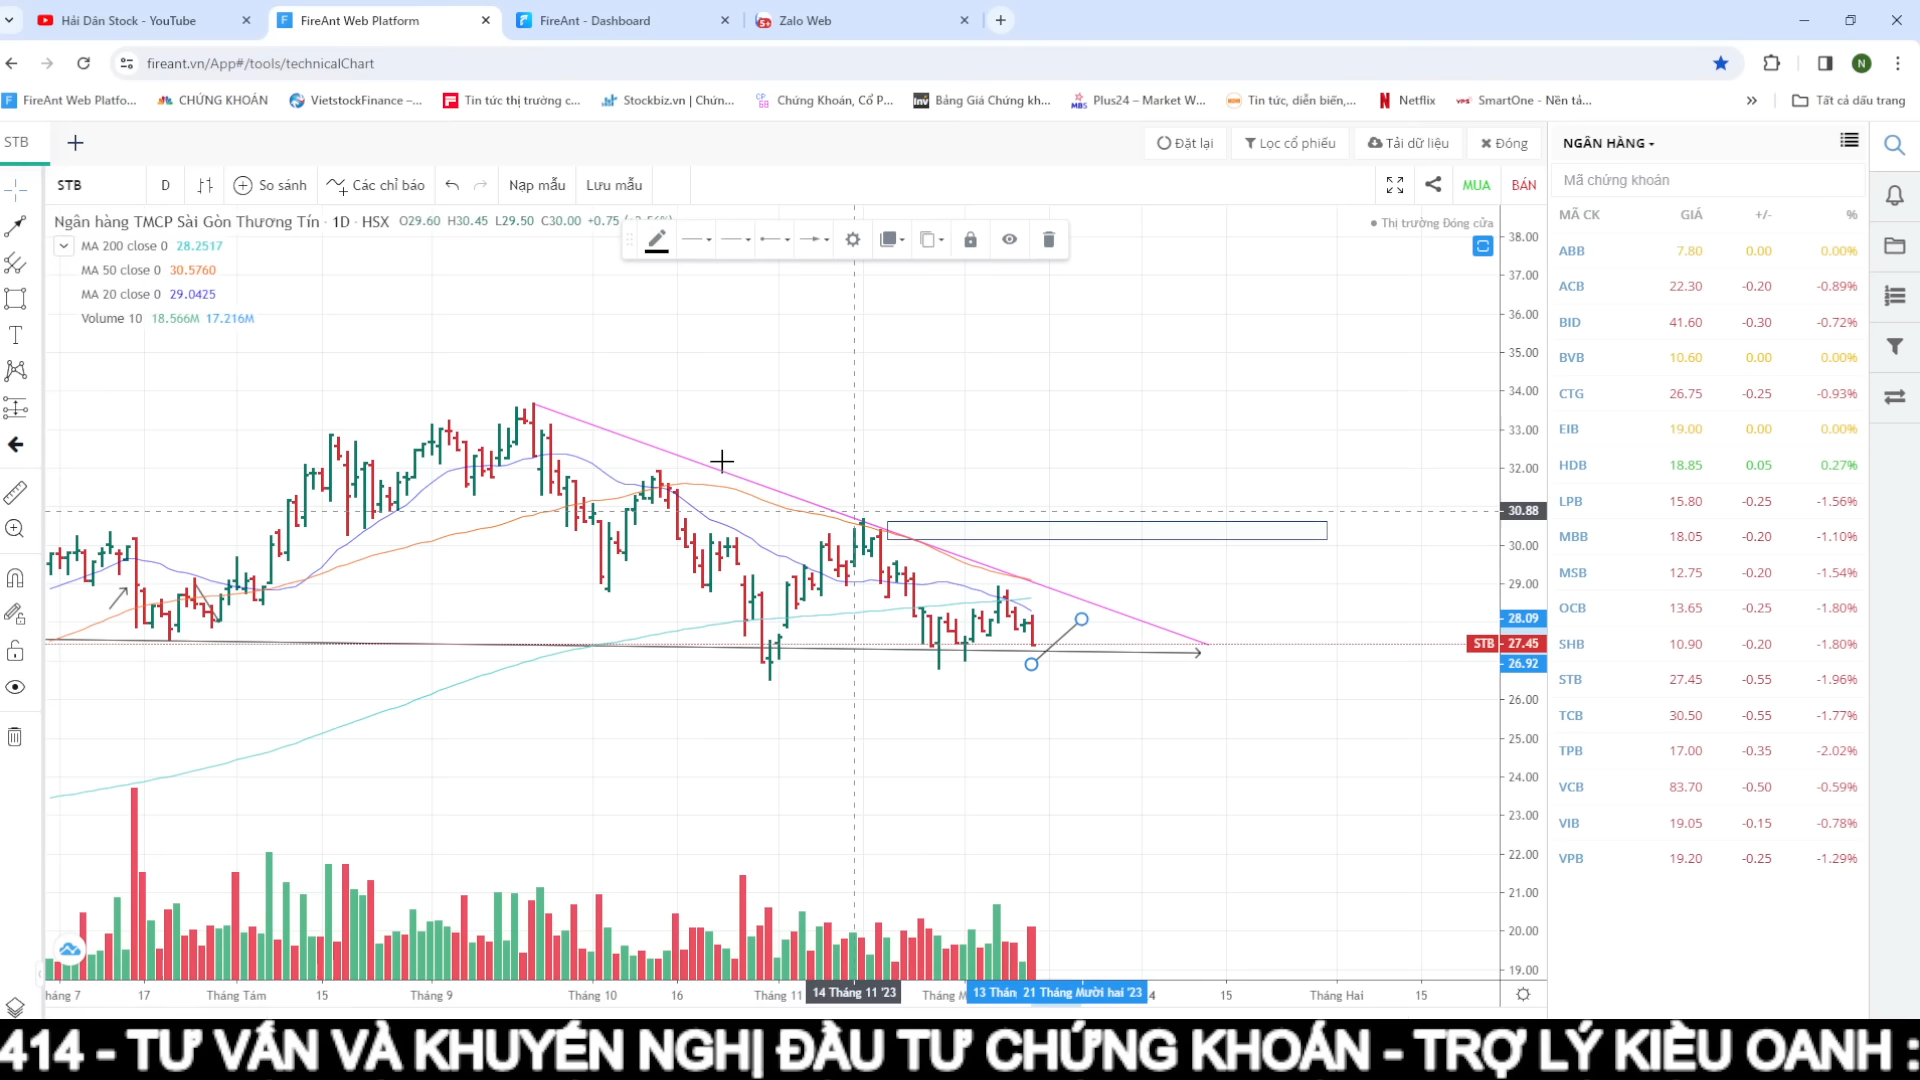 Hải Dân Stock - YouTube
FireAnt Web Platform
FireAnt - Dashboard
Zalo Web
fireant.vn/App#/tools/technicalChart
FireAnt Web Platfo...
CHỨNG KHOÁN
VietstockFinance –...
Tin tức thị trường c...
Stockbiz.vn | Chứn...
Chứng Khoán, Cổ P...
Bảng Giá Chứng kh...
Plus24 – Market W...
Tin tức, diễn biến,...
Netflix
SmartOne - Nền tả...
Tất cả dấu trang
STB
Đặt lại
Lọc cổ phiếu
Tải dữ liệu
Đóng
STB
D
So sánh
Các chỉ báo
Nạp mẫu
Lưu mẫu
MUA
BÁN
Ngân hàng TMCP Sài Gòn Thương Tín · 1D · HSX O29.60 H30.45 L29.50 C30.00 +0.75
Thị trường Đóng cửa
MA 200 close 0 28.2517
MA 50 close 0 30.5760
MA 20 close 0 29.0425
Volume 10 18.566M 17.216M
38.00
37.00
36.00
35.00
34.00
33.00
32.00
30.88
30.00
29.00
28.09
STB 27.45
26.92
26.00
25.00
24.00
23.00
22.00
21.00
20.00
19.00
17
Tháng Tám
15
Tháng 9
Tháng 10
16
Tháng 11
14 Tháng 11 '23
21 Tháng Mười hai '23
4
15
Tháng Hai
15
NGÂN HÀNG
Mã chứng khoán
MÃ CK GIÁ +/- %
ABB 7.80 0.00 0.00%
ACB 22.30 -0.20 -0.89%
BID 41.60 -0.30 -0.72%
BVB 10.60 0.00 0.00%
CTG 26.75 -0.25 -0.93%
EIB 19.00 0.00 0.00%
HDB 18.85 0.05 0.27%
LPB 15.80 -0.25 -1.56%
MBB 18.05 -0.20 -1.10%
MSB 12.75 -0.20 -1.54%
OCB 13.65 -0.25 -1.80%
SHB 10.90 -0.20 -1.80%
STB 27.45 -0.55 -1.96%
TCB 30.50 -0.55 -1.77%
TPB 17.00 -0.35 -2.02%
VCB 83.70 -0.50 -0.59%
VIB 19.05 -0.15 -0.78%
VPB 19.20 -0.25 -1.29%
414 - TƯ VẤN VÀ KHUYẾN NGHỊ ĐẦU TƯ CHỨNG KHOÁN - TRỢ LÝ KIỀU OANH :